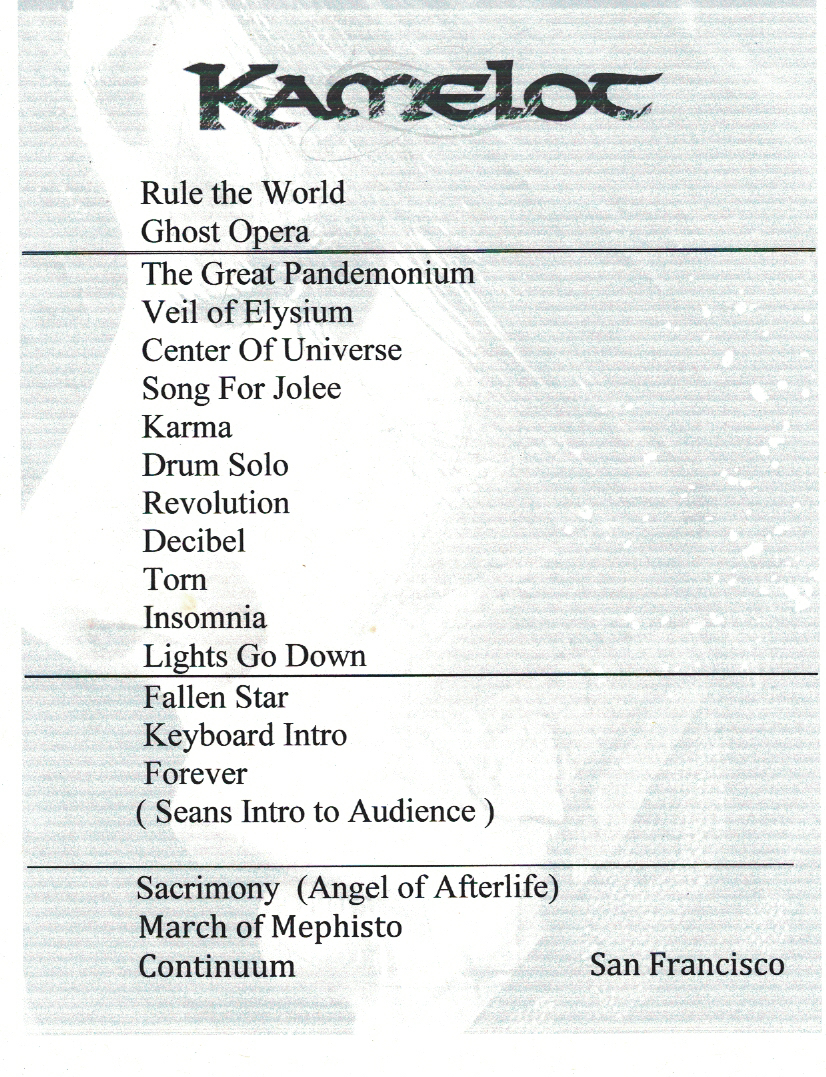 Kamelot
Rule the World
Ghost Opera
The Great Pandemonium
Veil of Elysium
Center Of Universe
Song For Jolee
Karma
Drum Solo
Revolution
Decibel
Torn
Insomnia
Lights Go Down
Fallen Star
Keyboard Intro
Forever
( Seans Intro to Audience )
Sacrimony (Angel of Afterlife)
March of Mephisto
Continuum San Francisco